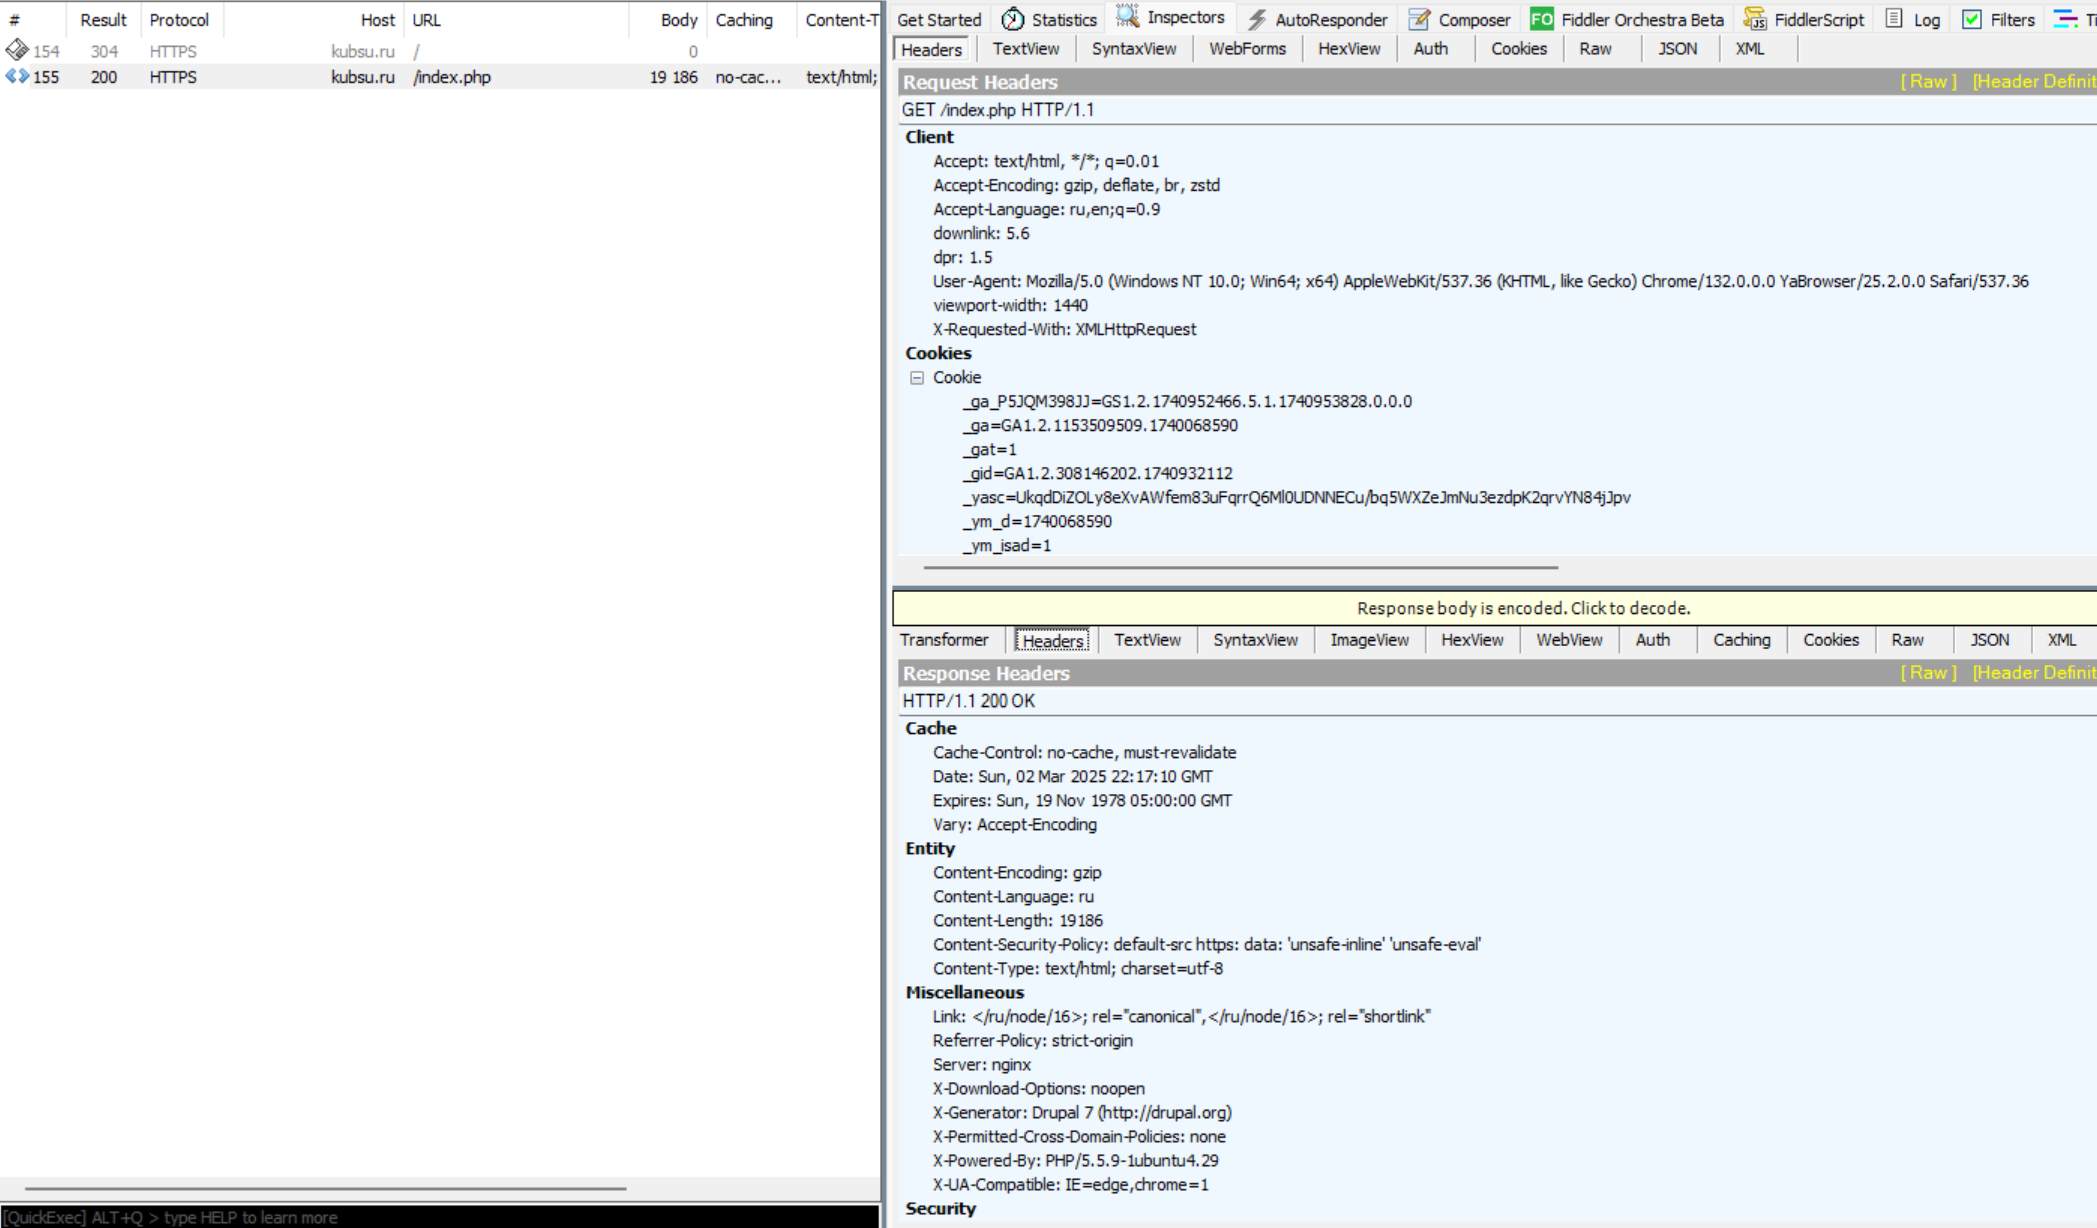 # Result Protocol Host URL Body Caching Content-T
154 304 HTTPS kubsu.ru / 0
155 200 HTTPS kubsu.ru /index.php 19 186 no-cac... text/html;
[QuickExec] ALT+Q > type HELP to learn more
Get Started Statistics Inspectors AutoResponder Composer FO Fiddler Orchestra Beta FiddlerScript Log Filters Ti
Headers TextView SyntaxView WebForms HexView Auth Cookies Raw JSON XML
Request Headers [ Raw ] [Header Definit
GET /index.php HTTP/1.1
Client
Accept: text/html, */*; q=0.01
Accept-Encoding: gzip, deflate, br, zstd
Accept-Language: ru,en;q=0.9
downlink: 5.6
dpr: 1.5
User-Agent: Mozilla/5.0 (Windows NT 10.0; Win64; x64) AppleWebKit/537.36 (KHTML, like Gecko) Chrome/132.0.0.0 YaBrowser/25.2.0.0 Safari/537.36
viewport-width: 1440
X-Requested-With: XMLHttpRequest
Cookies
Cookie
_ga_P5JQM398JJ=GS1.2.1740952466.5.1.1740953828.0.0.0
_ga=GA1.2.1153509509.1740068590
_gat=1
_gid=GA1.2.308146202.1740932112
_yasc=UkqdDiZOLy8eXvAWfem83uFqrrQ6Ml0UDNNECu/bq5WXZeJmNu3ezdpK2qrvYN84jJpv
_ym_d=1740068590
_ym_isad=1
Response body is encoded. Click to decode.
Transformer Headers TextView SyntaxView ImageView HexView WebView Auth Caching Cookies Raw JSON XML
Response Headers [ Raw ] [Header Definit
HTTP/1.1 200 OK
Cache
Cache-Control: no-cache, must-revalidate
Date: Sun, 02 Mar 2025 22:17:10 GMT
Expires: Sun, 19 Nov 1978 05:00:00 GMT
Vary: Accept-Encoding
Entity
Content-Encoding: gzip
Content-Language: ru
Content-Length: 19186
Content-Security-Policy: default-src https: data: 'unsafe-inline' 'unsafe-eval'
Content-Type: text/html; charset=utf-8
Miscellaneous
Link: </ru/node/16>; rel="canonical",</ru/node/16>; rel="shortlink"
Referrer-Policy: strict-origin
Server: nginx
X-Download-Options: noopen
X-Generator: Drupal 7 (http://drupal.org)
X-Permitted-Cross-Domain-Policies: none
X-Powered-By: PHP/5.5.9-1ubuntu4.29
X-UA-Compatible: IE=edge,chrome=1
Security